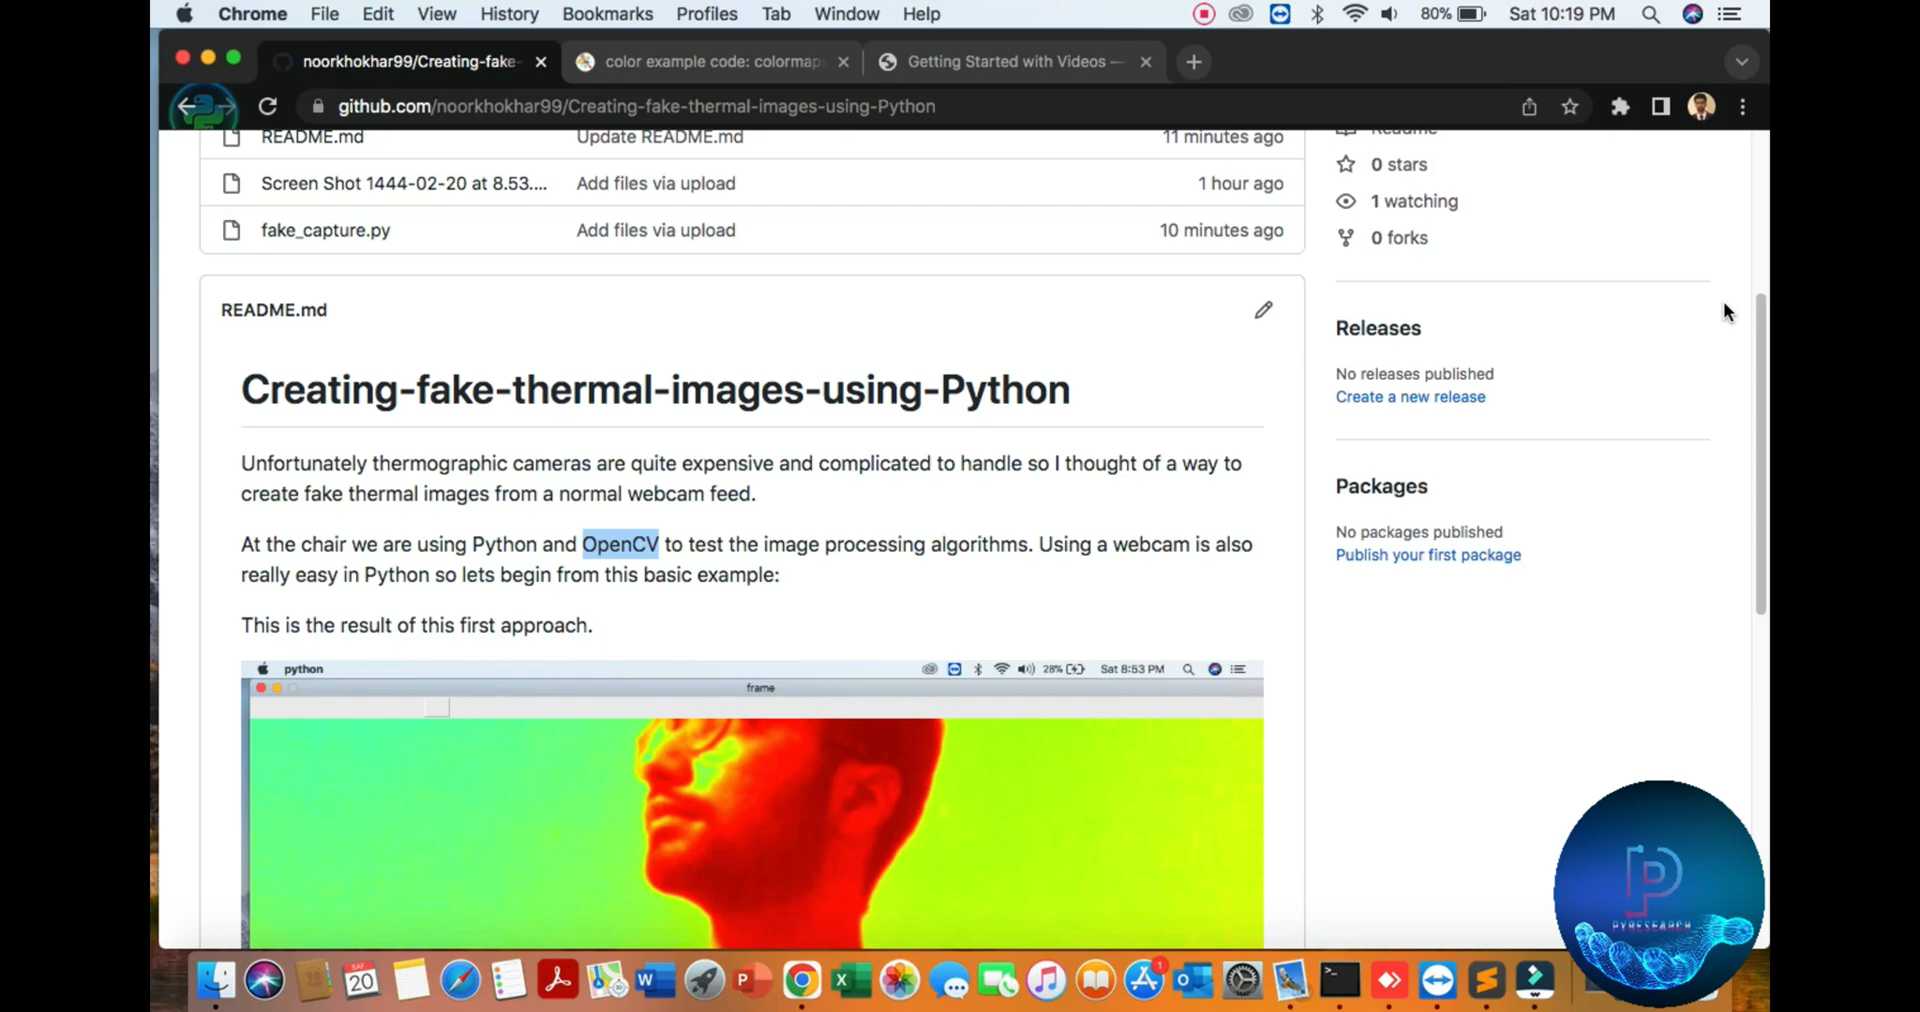 Chrome File Edit View History Bookmarks Profiles Tab Window Help 80% Sat 10:19 PM
noorkhokhar99/Creating-fake- color example code: colormaps Getting Started with Videos —
github.com/noorkhokhar99/Creating-fake-thermal-images-using-Python
README.md Update README.md 11 minutes ago
Readme
Screen Shot 1444-02-20 at 8.53.... Add files via upload 1 hour ago
0 stars
1 watching
fake_capture.py Add files via upload 10 minutes ago
0 forks
README.md
Releases
No releases published
Create a new release
Creating-fake-thermal-images-using-Python
Unfortunately thermographic cameras are quite expensive and complicated to handle so I thought of a way to
create fake thermal images from a normal webcam feed.
Packages
No packages published
Publish your first package
At the chair we are using Python and OpenCV to test the image processing algorithms. Using a webcam is also
really easy in Python so lets begin from this basic example:
This is the result of this first approach.
python 28% Sat 8:53 PM
frame
PYRESEARCH
SAT
20
1